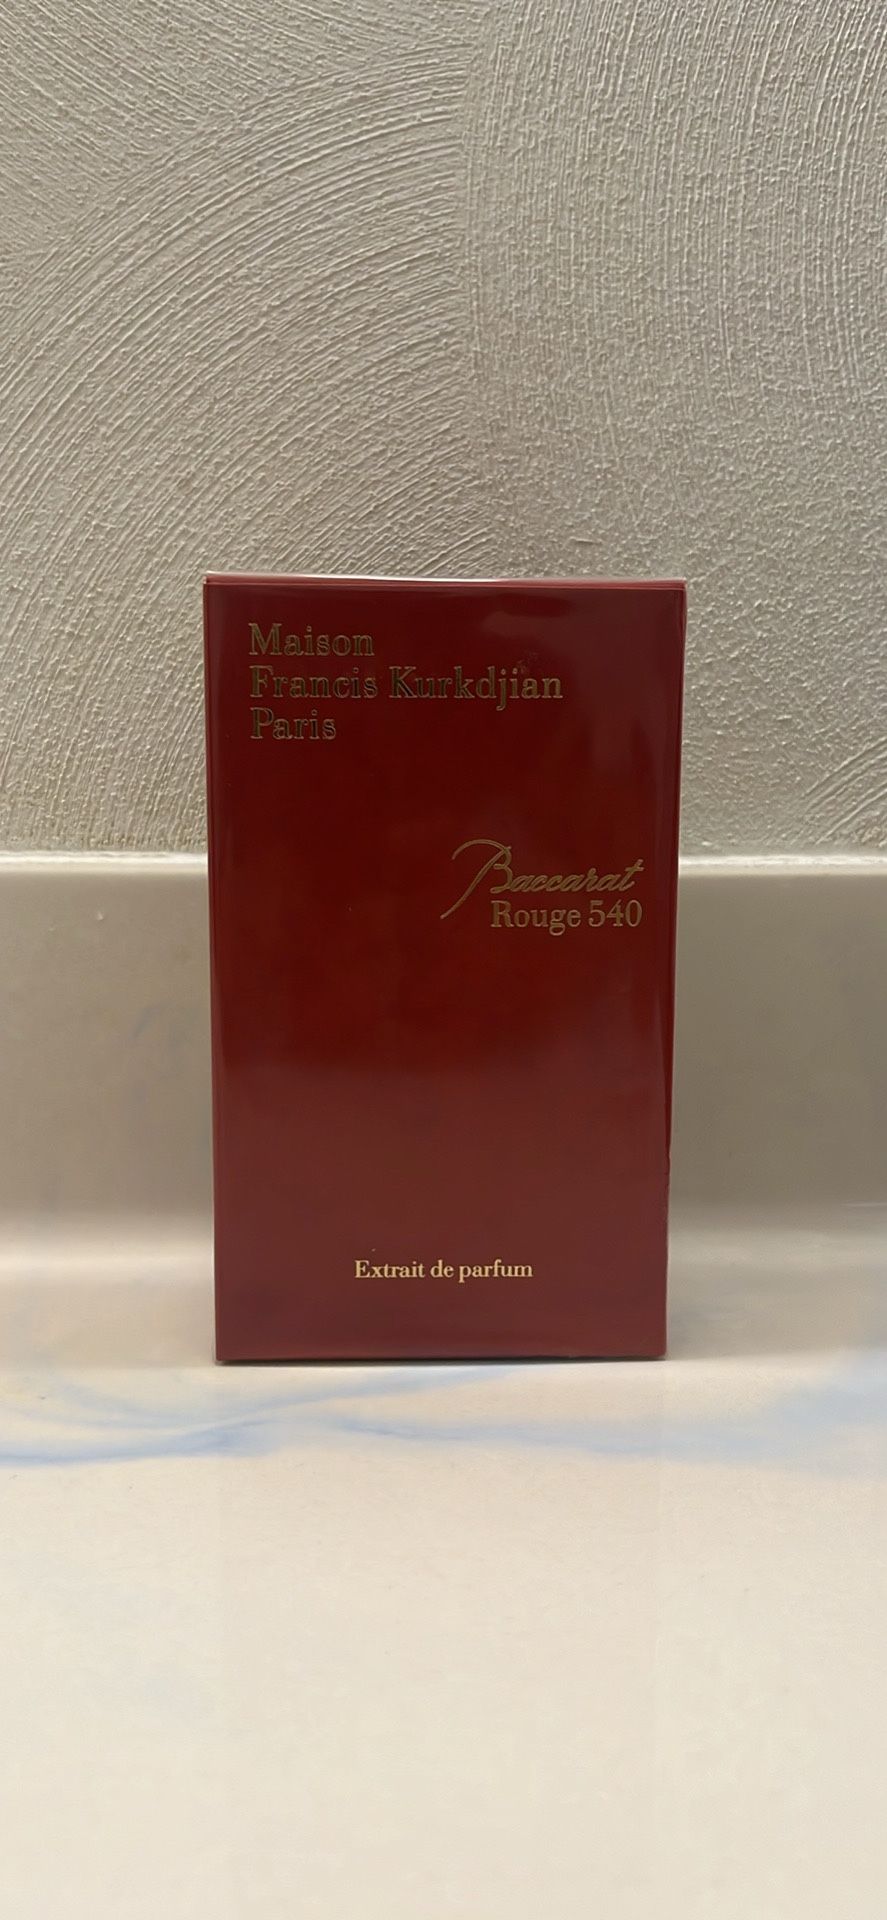 Maison
Francis Kurkdjian
Paris
Baccarat
Rouge 540
Extrait de parfum